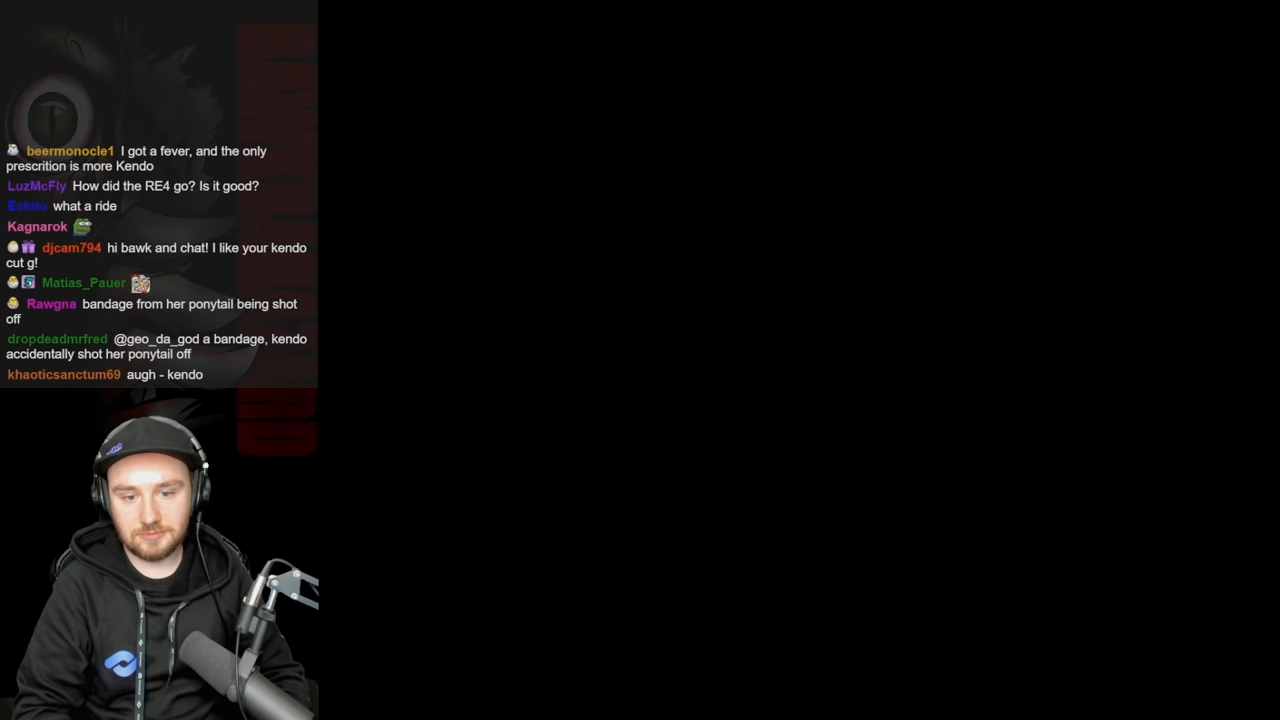 beermonocle1 I got a fever, and the only
prescrition is more Kendo
LuzMcFly How did the RE4 go? Is it good?
Echito what a ride
Kagnarok
djcam794 hi bawk and chat! I like your kendo
cut g!
Matias_Pauer
Rawgna bandage from her ponytail being shot
off
dropdeadmrfred @geo_da_god a bandage, kendo
accidentally shot her ponytail off
khaoticsanctum69 augh - kendo